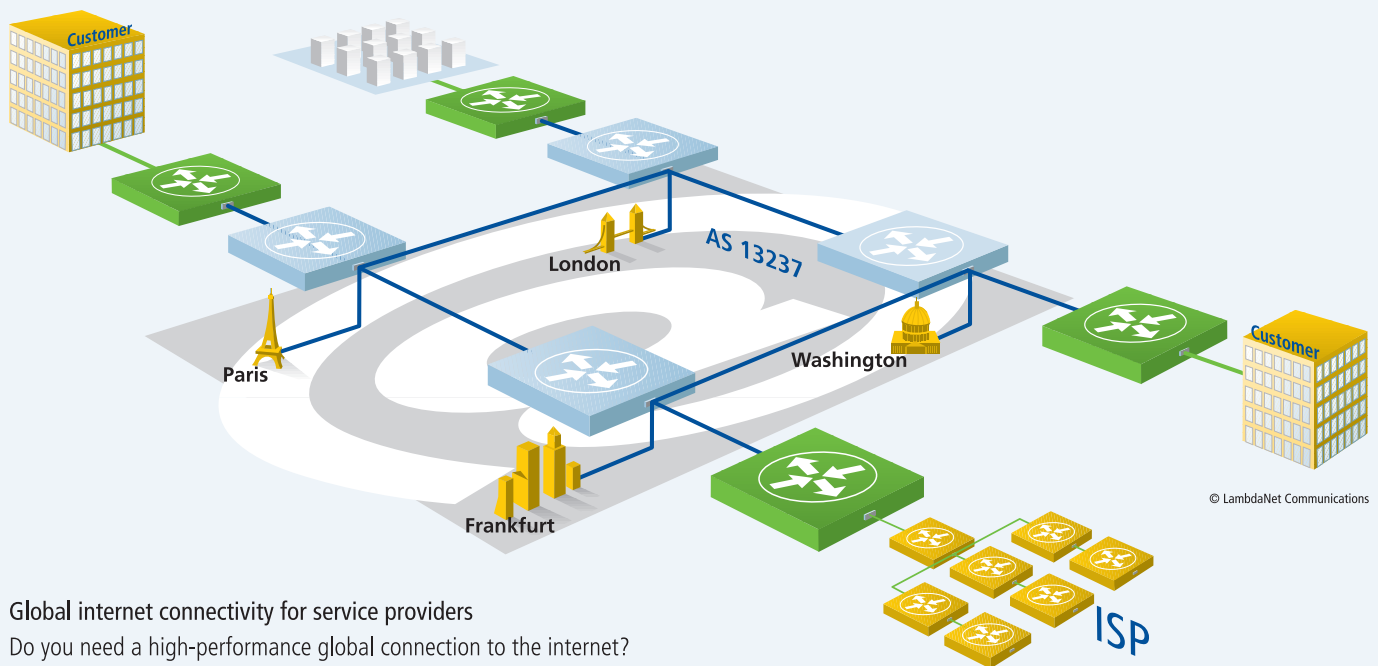 Customer
London
AS 13237
Paris
Washington
Customer
Frankfurt
© LambdaNet Communications
ISP
Global internet connectivity for service providers
Do you need a high-performance global connection to the internet?